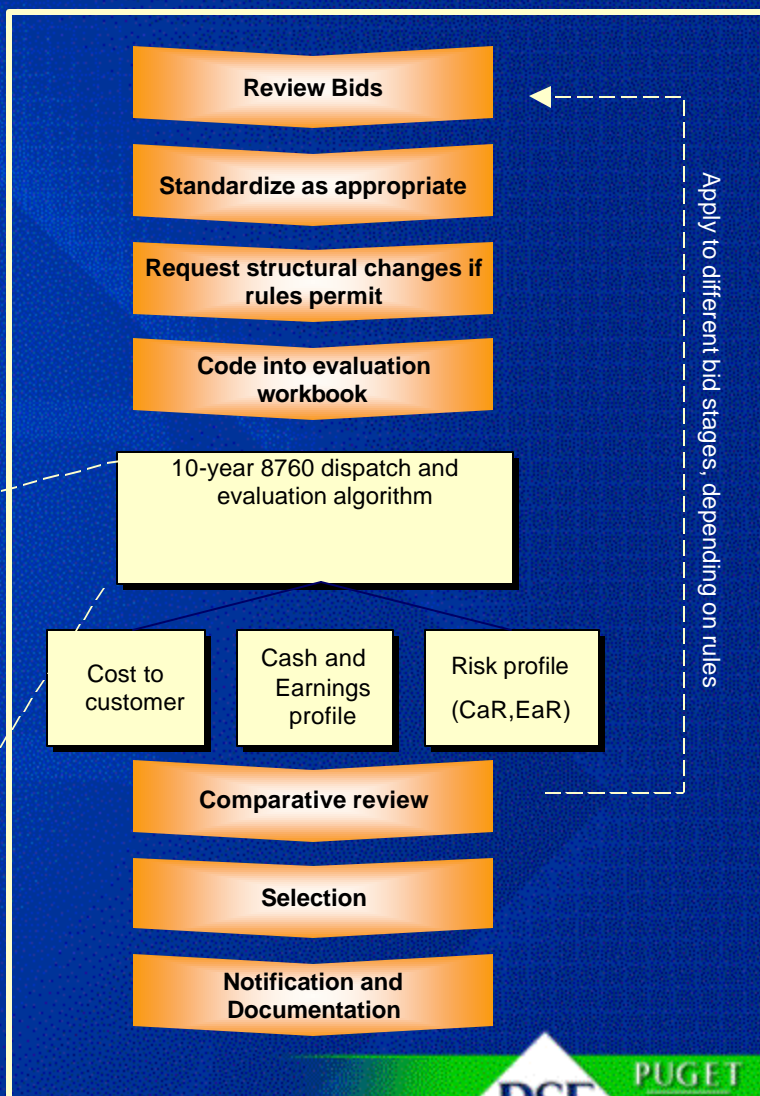 Review Bids
Standardize as appropriate
Request structural changes if
rules permit
Code into evaluation
workbook
10-year 8760 dispatch and
evaluation algorithm
Cost to
customer
Cash and
Earnings
profile
Risk profile
(CaR,EaR)
Comparative review
Selection
Notification and
Documentation
Apply to different bid stages, depending on rules
PSE
PUGET